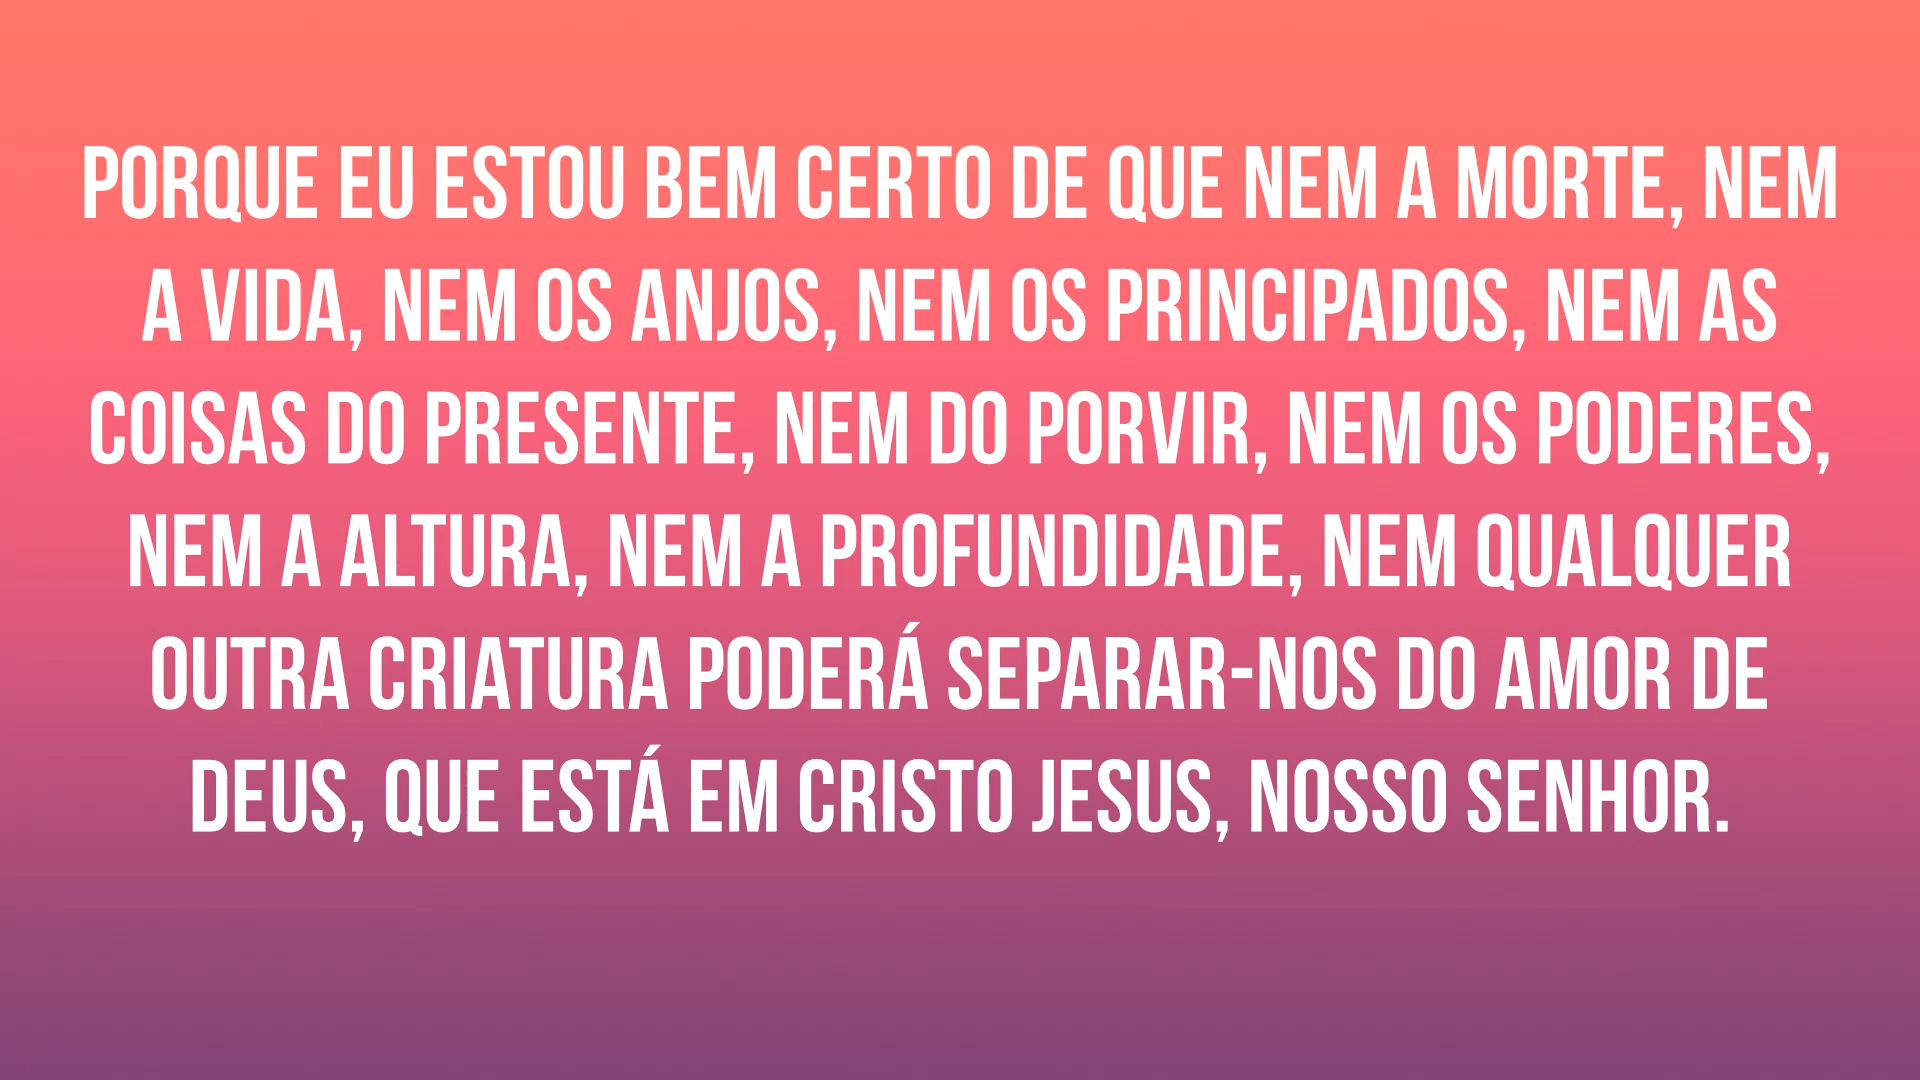 PORQUE EU ESTOU BEM CERTO DE QUE NEM A MORTE, NEM
A VIDA, NEM OS ANJOS, NEM OS PRINCIPADOS, NEM AS
COISAS DO PRESENTE, NEM DO PORVIR, NEM OS PODERES,
NEM A ALTURA, NEM A PROFUNDIDADE, NEM QUALQUER
OUTRA CRIATURA PODERÁ SEPARAR-NOS DO AMOR DE
DEUS, QUE ESTÁ EM CRISTO JESUS, NOSSO SENHOR.